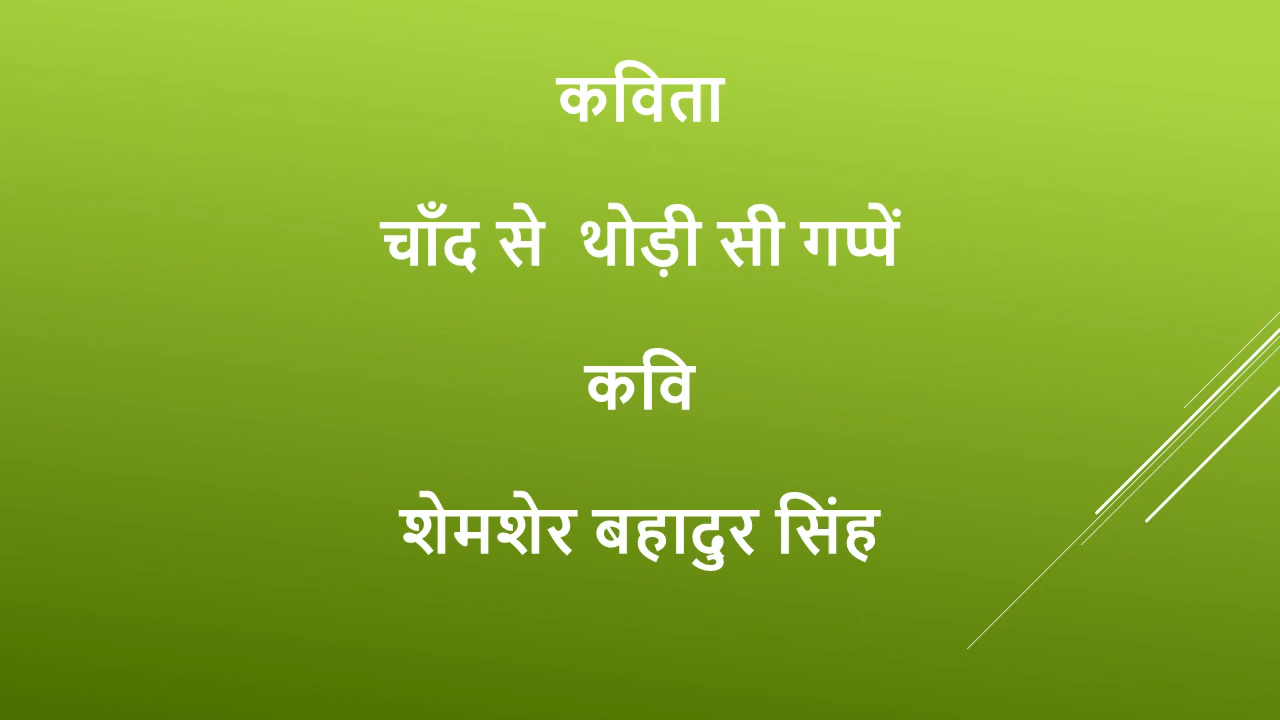 कविता
चाँद से थोड़ी सी गप्पें
कवि
शेमशेर बहादुर सिंह